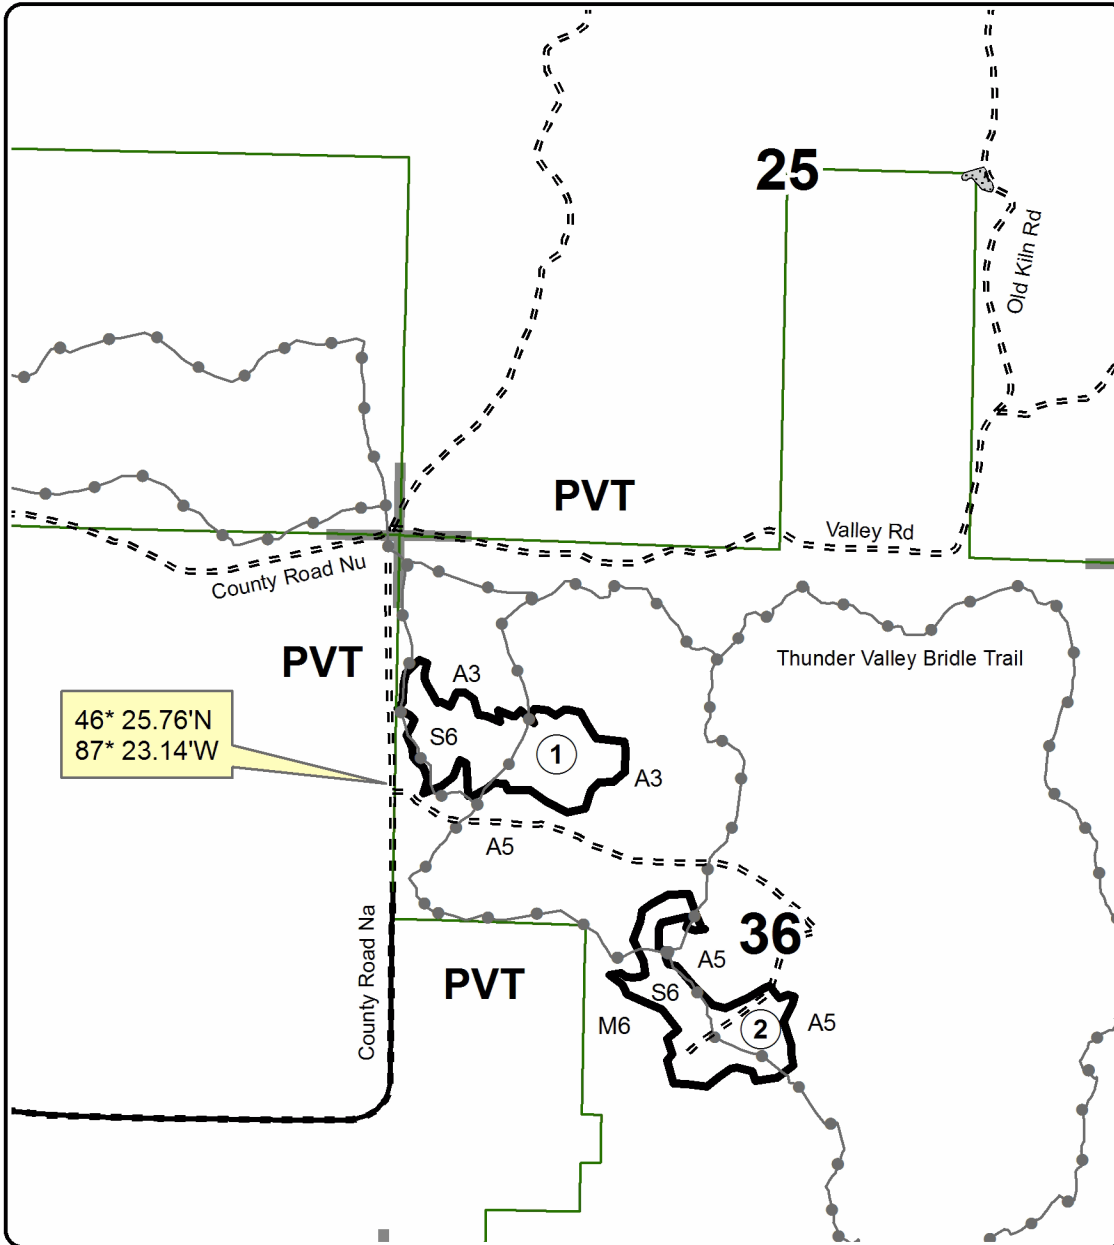 25
Old Kiln Rd
PVT
Valley Rd
County Road Nu
PVT
Thunder Valley Bridle Trail
A3
46* 25.76'N
87* 23.14'W
S6
1
A3
A5
36
County Road Na
PVT
A5
S6
M6
2
A5